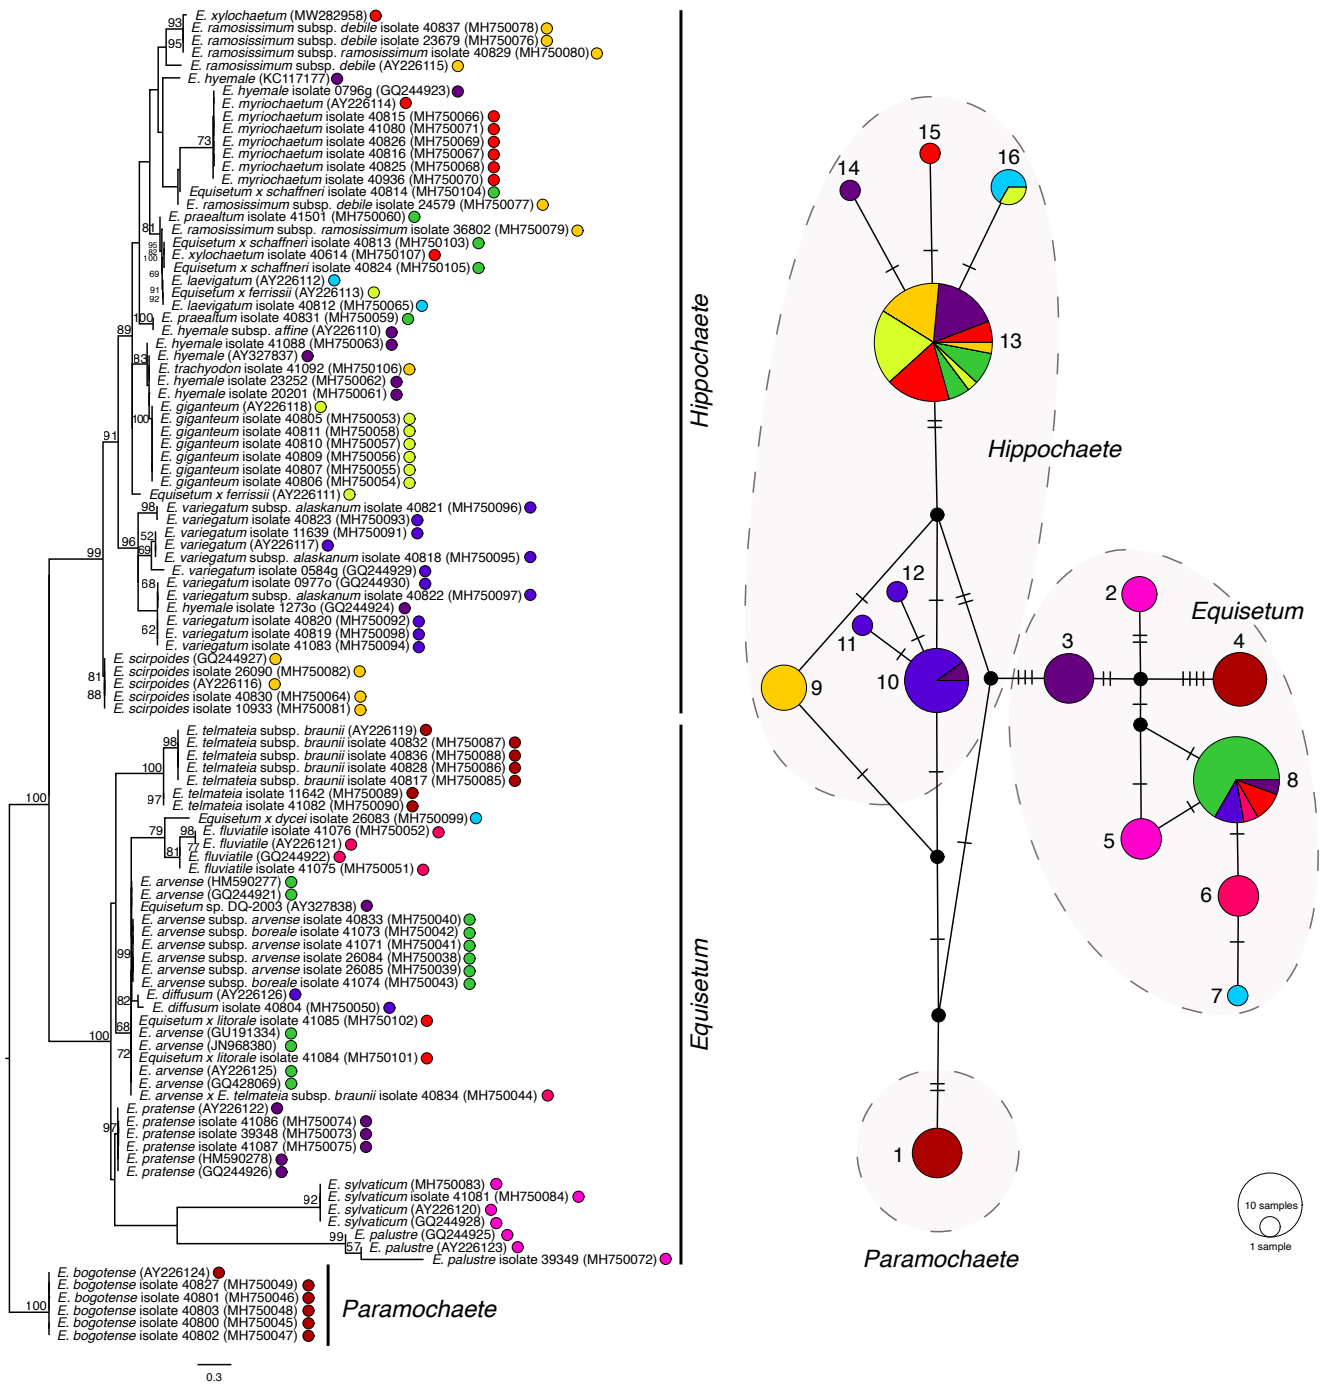 E. xylochaetum (MW282958)
E. ramosissimum subsp. debile isolate 40837 (MH750078)
E. ramosissimum subsp. debile isolate 23679 (MH750076)
E. ramosissimum subsp. ramosissimum isolate 40829 (MH750080)
E. ramosissimum subsp. debile (AY226115)
E. hyemale (KC117177)
E. hyemale isolate 0796g (GQ244923)
E. myriochaetum (AY226114)
E. myriochaetum isolate 40815 (MH750066)
E. myriochaetum isolate 41080 (MH750071)
E. myriochaetum isolate 40826 (MH750069)
E. myriochaetum isolate 40816 (MH750067)
E. myriochaetum isolate 40825 (MH750068)
E. myriochaetum isolate 40936 (MH750070)
Equisetum x schaffneri isolate 40814 (MH750104)
E. ramosissimum subsp. debile isolate 24579 (MH750077)
E. praealtum isolate 41501 (MH750060)
E. ramosissimum subsp. ramosissimum isolate 36802 (MH750079)
Equisetum x schaffneri isolate 40813 (MH750103)
E. xylochaetum isolate 40614 (MH750107)
Equisetum x schaffneri isolate 40824 (MH750105)
E. laevigatum (AY226112)
Equisetum x ferrissii (AY226113)
E. laevigatum isolate 40812 (MH750065)
E. praealtum isolate 40831 (MH750059)
E. hyemale subsp. affine (AY226110)
E. hyemale isolate 41088 (MH750063)
E. hyemale (AY327837)
E. trachyodon isolate 41092 (MH750106)
E. hyemale isolate 23252 (MH750062)
E. hyemale isolate 20201 (MH750061)
E. giganteum (AY226118)
E. giganteum isolate 40805 (MH750053)
E. giganteum isolate 40811 (MH750058)
E. giganteum isolate 40810 (MH750057)
E. giganteum isolate 40809 (MH750056)
E. giganteum isolate 40807 (MH750055)
E. giganteum isolate 40806 (MH750054)
Equisetum x ferrissii (AY226111)
E. variegatum subsp. alaskanum isolate 40821 (MH750096)
E. variegatum isolate 40823 (MH750093)
E. variegatum isolate 11639 (MH750091)
E. variegatum (AY226117)
E. variegatum subsp. alaskanum isolate 40818 (MH750095)
E. variegatum isolate 0584g (GQ244929)
E. variegatum isolate 0977o (GQ244930)
E. variegatum subsp. alaskanum isolate 40822 (MH750097)
E. hyemale isolate 1273o (GQ244924)
E. variegatum isolate 40820 (MH750092)
E. variegatum isolate 40819 (MH750098)
E. variegatum isolate 41083 (MH750094)
E. scirpoides (GQ244927)
E. scirpoides isolate 26090 (MH750082)
E. scirpoides (AY226116)
E. scirpoides isolate 40830 (MH750064)
E. scirpoides isolate 10933 (MH750081)
E. telmateia subsp. braunii (AY226119)
E. telmateia subsp. braunii isolate 40832 (MH750087)
E. telmateia subsp. braunii isolate 40836 (MH750088)
E. telmateia subsp. braunii isolate 40828 (MH750086)
E. telmateia subsp. braunii isolate 40817 (MH750085)
E. telmateia isolate 11642 (MH750089)
E. telmateia isolate 41082 (MH750090)
Equisetum x dycei isolate 26083 (MH750099)
E. fluviatile isolate 41076 (MH750052)
E. fluviatile (AY226121)
E. fluviatile (GQ244922)
E. fluviatile isolate 41075 (MH750051)
E. arvense (HM590277)
E. arvense (GQ244921)
Equisetum sp. DQ-2003 (AY327838)
E. arvense subsp. arvense isolate 40833 (MH750040)
E. arvense subsp. boreale isolate 41073 (MH750042)
E. arvense subsp. arvense isolate 41071 (MH750041)
E. arvense subsp. arvense isolate 26084 (MH750038)
E. arvense subsp. arvense isolate 26085 (MH750039)
E. arvense subsp. boreale isolate 41074 (MH750043)
E. diffusum (AY226126)
E. diffusum isolate 40804 (MH750050)
Equisetum x litorale isolate 41085 (MH750102)
E. arvense (GU191334)
E. arvense (JN968380)
Equisetum x litorale isolate 41084 (MH750101)
E. arvense (AY226125)
E. arvense (GQ428069)
E. arvense x E. telmateia subsp. braunii isolate 40834 (MH750044)
E. pratense (AY226122)
E. pratense isolate 41086 (MH750074)
E. pratense isolate 39348 (MH750073)
E. pratense isolate 41087 (MH750075)
E. pratense (HM590278)
E. pratense (GQ244926)
E. sylvaticum (MH750083)
E. sylvaticum isolate 41081 (MH750084)
E. sylvaticum (AY226120)
E. sylvaticum (GQ244928)
E. palustre (GQ244925)
E. palustre (AY226123)
E. palustre isolate 39349 (MH750072)
E. bogotense (AY226124)
E. bogotense isolate 40827 (MH750049)
E. bogotense isolate 40801 (MH750046)
E. bogotense isolate 40803 (MH750048)
E. bogotense isolate 40800 (MH750045)
E. bogotense isolate 40802 (MH750047)
93
95
73
81
95
82
100
69
91
92
100
89
83
100
91
98
52
96
69
68
62
99
81
88
100
98
100
97
79
98
77
81
99
82
68
100
72
97
92
99
57
100
0.3
Hippochaete
Equisetum
Paramochaete
15
14
16
13
Hippochaete
12
11
10
9
2
Equisetum
3
4
8
5
6
7
1
Paramochaete
10 samples
1 sample